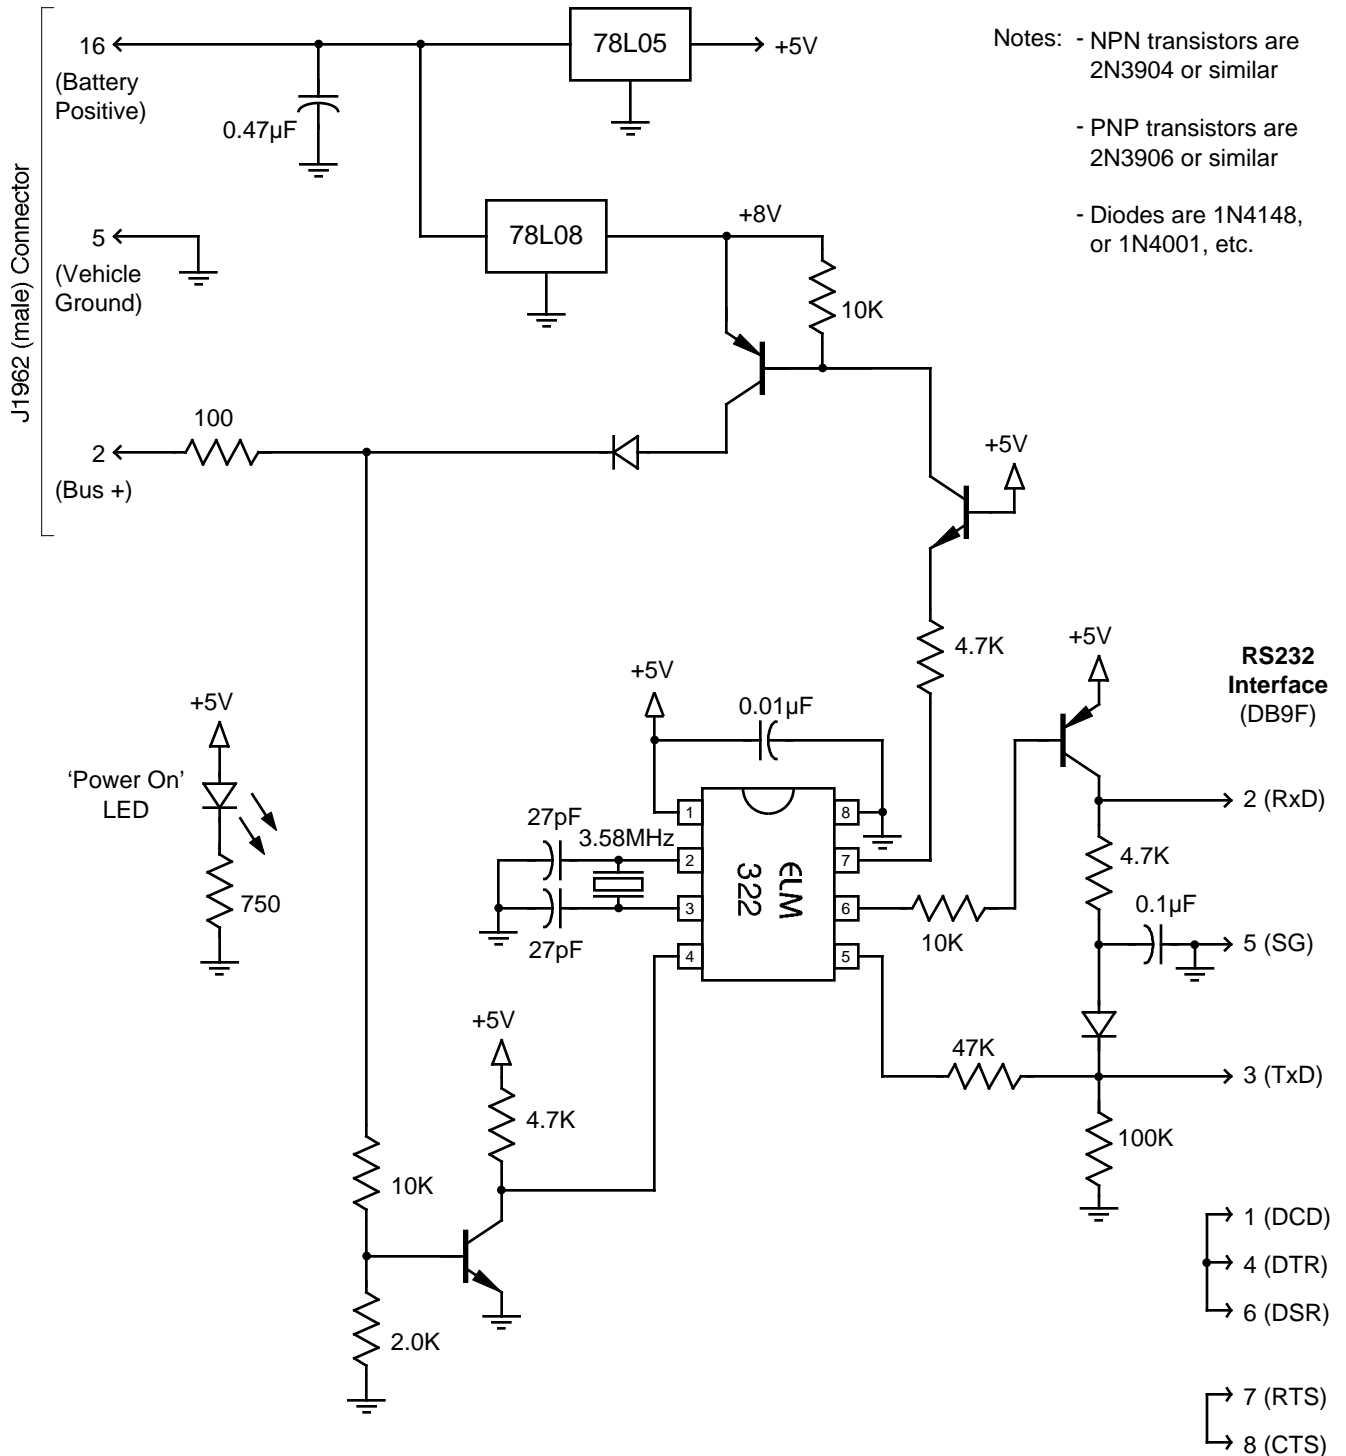 J1962 (male) Connector
16
(Battery
Positive)
0.47µF
78L05
+5V
Notes: - NPN transistors are
2N3904 or similar
- PNP transistors are
2N3906 or similar
- Diodes are 1N4148,
or 1N4001, etc.
5
(Vehicle
Ground)
78L08
+8V
10K
2
(Bus +)
100
+5V
4.7K
+5V
RS232
Interface
(DB9F)
+5V
0.01µF
+5V
‘Power On’
LED
750
27pF
3.58MHz
27pF
1
2
3
4
8
7
6
5
ELM
322
10K
2 (RxD)
4.7K
0.1µF
5 (SG)
47K
3 (TxD)
100K
+5V
4.7K
10K
2.0K
1 (DCD)
4 (DTR)
6 (DSR)
7 (RTS)
8 (CTS)